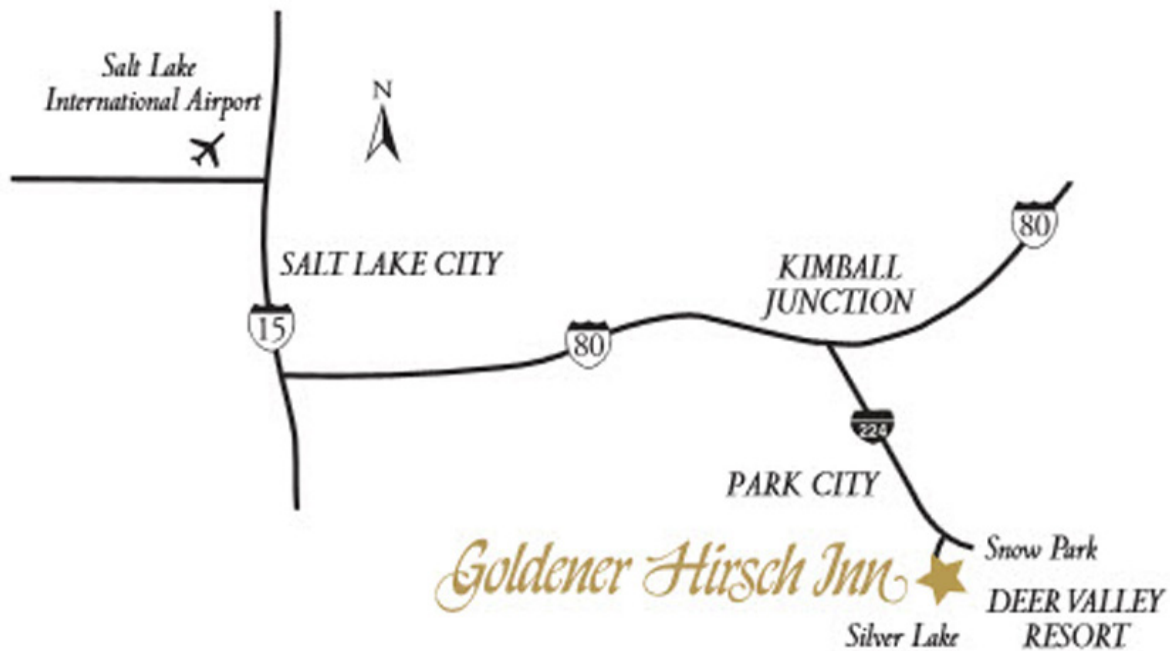 Salt Lake
International Airport
N
SALT LAKE CITY
15
80
KIMBALL
JUNCTION
80
224
PARK CITY
Goldener Hirsch Inn
Snow Park
DEER VALLEY
RESORT
Silver Lake